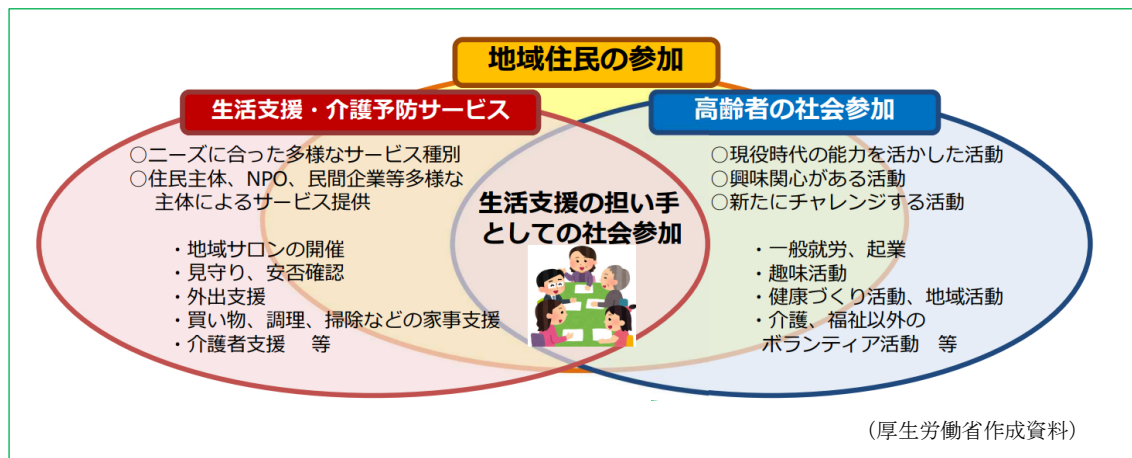 地域住民の参加
生活支援・介護予防サービス
○ニーズに合った多様なサービス種別
○住民主体、NPO、民間企業等多様な
主体によるサービス提供
・地域サロンの開催
・見守り、安否確認
・外出支援
・買い物、調理、掃除などの家事支援
・介護者支援　等
生活支援の担い手
としての社会参加
高齢者の社会参加
○現役時代の能力を活かした活動
○興味関心がある活動
○新たにチャレンジする活動
・一般就労、起業
・趣味活動
・健康づくり活動、地域活動
・介護、福祉以外の
ボランティア活動　等
（厚生労働省作成資料）